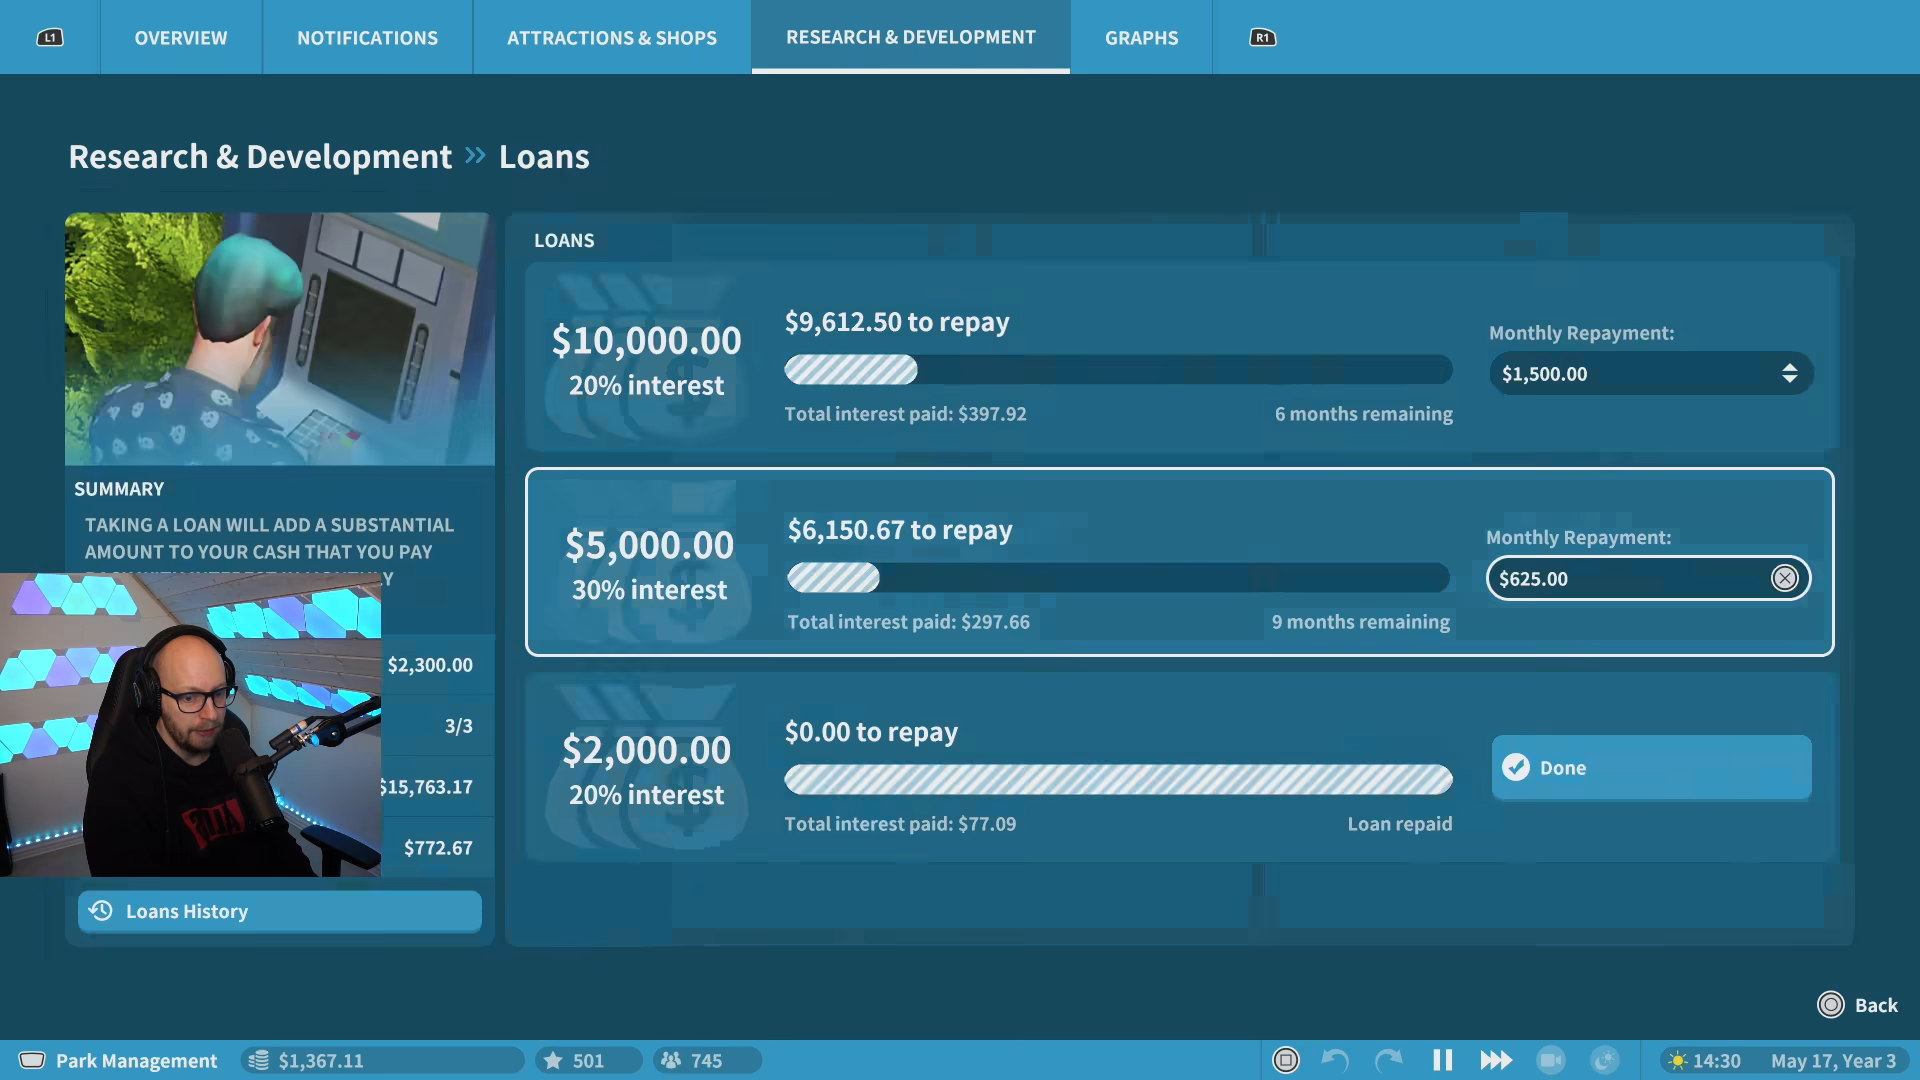 L1
OVERVIEW
NOTIFICATIONS
ATTRACTIONS & SHOPS
RESEARCH & DEVELOPMENT
GRAPHS
R1
Research & Development » Loans
SUMMARY
TAKING A LOAN WILL ADD A SUBSTANTIAL
AMOUNT TO YOUR CASH THAT YOU PAY
$2,300.00
3/3
$15,763.17
$772.67
Loans History
LOANS
$10,000.00
20% interest
$9,612.50 to repay
Total interest paid: $397.92
6 months remaining
Monthly Repayment:
$1,500.00
$5,000.00
30% interest
$6,150.67 to repay
Total interest paid: $297.66
9 months remaining
Monthly Repayment:
$625.00
$2,000.00
20% interest
$0.00 to repay
Total interest paid: $77.09
Loan repaid
Done
Back
Park Management
$1,367.11
501
745
14:30
May 17, Year 3